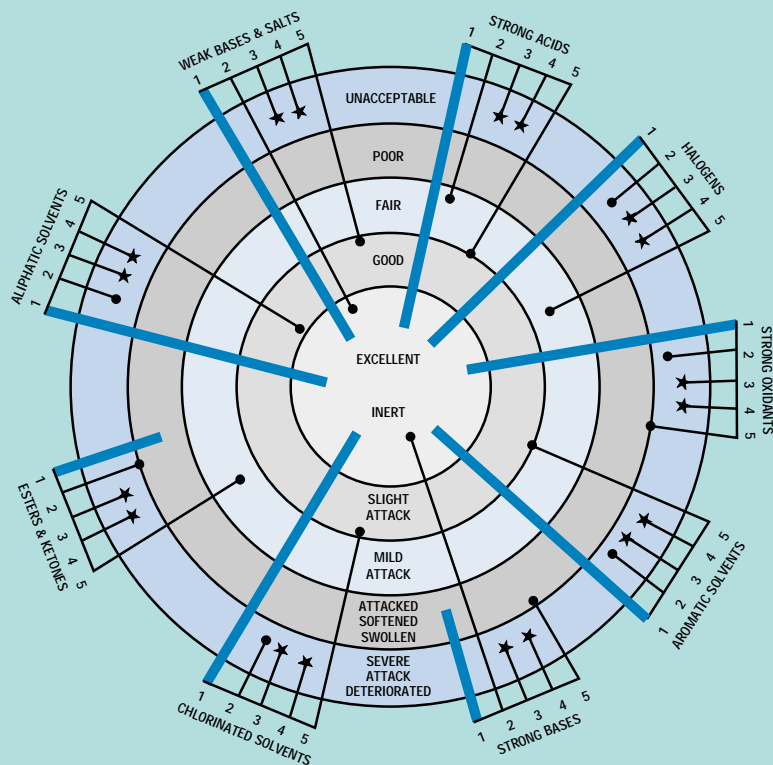 WEAK BASES & SALTS
1 2 3 4 5
STRONG ACIDS
1 2 3 4 5
HALOGENS
1 2 3 4 5
STRONG OXIDANTS
1 2 3 4 5
AROMATIC SOLVENTS
1 2 3 4 5
STRONG BASES
1 2 3 4 5
CHLORINATED SOLVENTS
1 2 3 4 5
ESTERS & KETONES
1 2 3 4 5
ALIPHATIC SOLVENTS
1 2 3 4 5
UNACCEPTABLE
POOR
FAIR
GOOD
EXCELLENT
INERT
SLIGHT
ATTACK
MILD
ATTACK
ATTACKED
SOFTENED
SWOLLEN
SEVERE
ATTACK
DETERIORATED